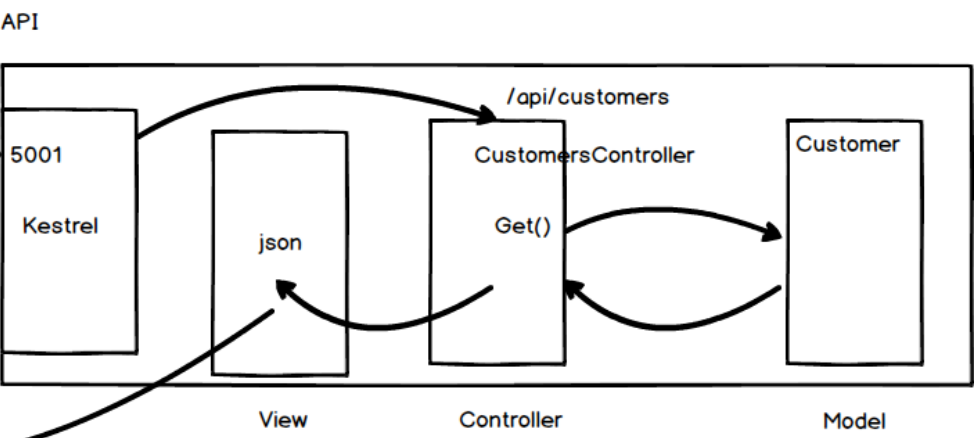 API
/api/customers
5001
CustomersController
Customer
Kestrel
Get()
json
View
Controller
Model